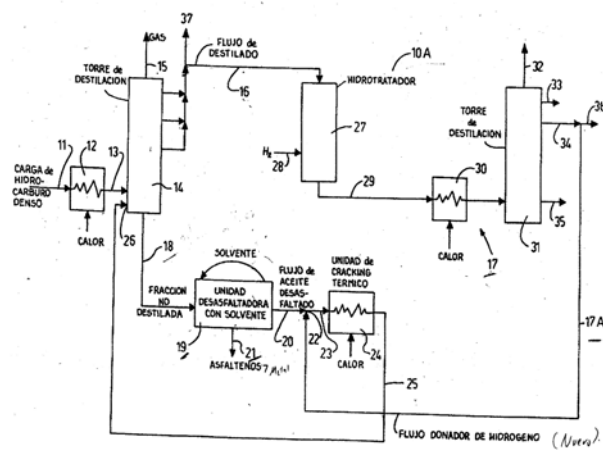 37
GAS
15
FLUJO de
DESTILADO
10A
32
TORRE de
DESTILACION
16
HIDROTRATADOR
33
36
11
12
13
27
TORRE
de
DESTILACION
34
CARGA de
HIDRO-
CARBURO
DENSO
14
H2
28
29
30
26
35
CALOR
18
31
CALOR
17
SOLVENTE
FLUJO de
ACEITE
DESAS-
FALTADO
UNIDAD de
CRACKING
TERMICO
FRACCION
NO
DESTILADA
UNIDAD
DESASFALTADORA
CON SOLVENTE
17A
19
21
20
22
23
24
ASFALTENOS
CALOR
25
FLUJO DONADOR DE HIDROGENO (Nuevo).